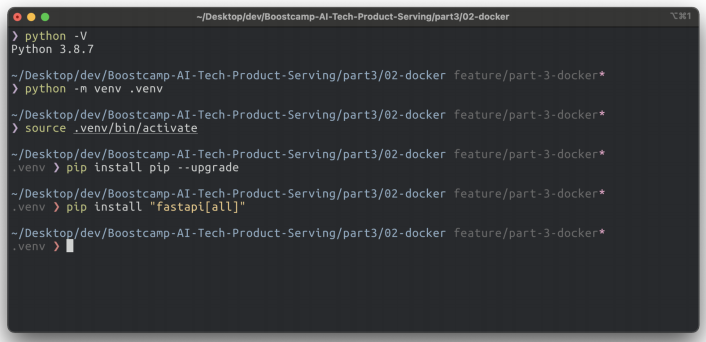 ~/Desktop/dev/Boostcamp-AI-Tech-Product-Serving/part3/02-docker ⌥⌘1
❯ python -V
Python 3.8.7
~/Desktop/dev/Boostcamp-AI-Tech-Product-Serving/part3/02-docker feature/part-3-docker*
❯ python -m venv .venv
~/Desktop/dev/Boostcamp-AI-Tech-Product-Serving/part3/02-docker feature/part-3-docker*
❯ source .venv/bin/activate
~/Desktop/dev/Boostcamp-AI-Tech-Product-Serving/part3/02-docker feature/part-3-docker*
.venv ❯ pip install pip --upgrade
~/Desktop/dev/Boostcamp-AI-Tech-Product-Serving/part3/02-docker feature/part-3-docker*
.venv ❯ pip install "fastapi[all]"
~/Desktop/dev/Boostcamp-AI-Tech-Product-Serving/part3/02-docker feature/part-3-docker*
.venv ❯